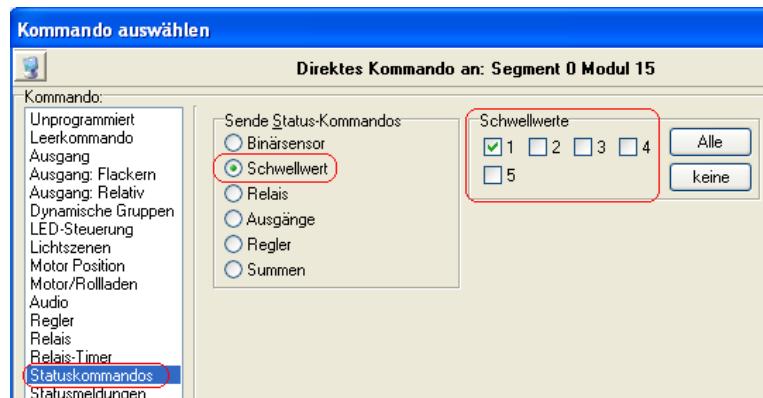 Kommando auswählen
Direktes Kommando an: Segment 0 Modul 15
Kommando:
Unprogrammiert
Leerkommando
Ausgang
Ausgang: Flackern
Ausgang: Relativ
Dynamische Gruppen
LED-Steuerung
Lichtszenen
Motor Position
Motor/Rollladen
Audio
Regler
Relais
Relais-Timer
Statuskommandos
Statusmeldungen
Sende Status-Kommandos
Binärsensor
Schwellwert
Relais
Ausgänge
Regler
Summen
Schwellwerte
1 2 3 4
5
Alle
keine